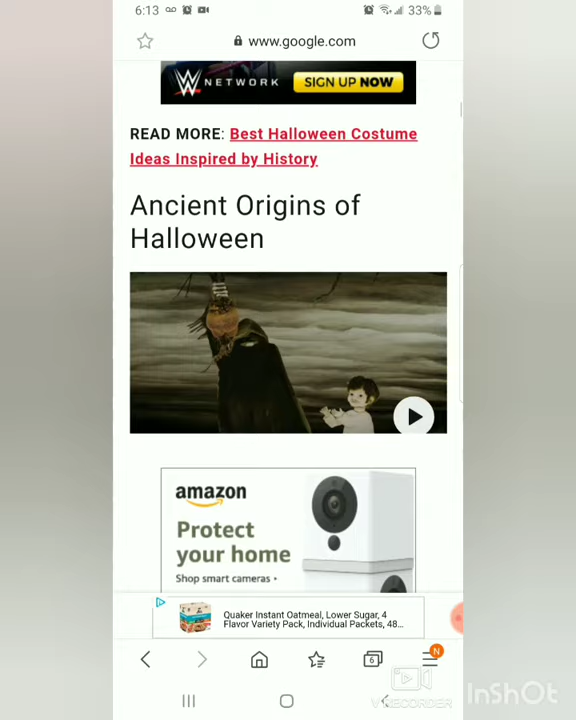 6:13
33%
www.google.com
NETWORK
SIGN UP NOW
READ MORE: Best Halloween Costume
Ideas Inspired by History
Ancient Origins of
Halloween
amazon
Protect
your home
Shop smart cameras
Quaker Instant Oatmeal, Lower Sugar, 4
Flavor Variety Pack, Individual Packets, 48...
N
6
V RECORDER
InShOt